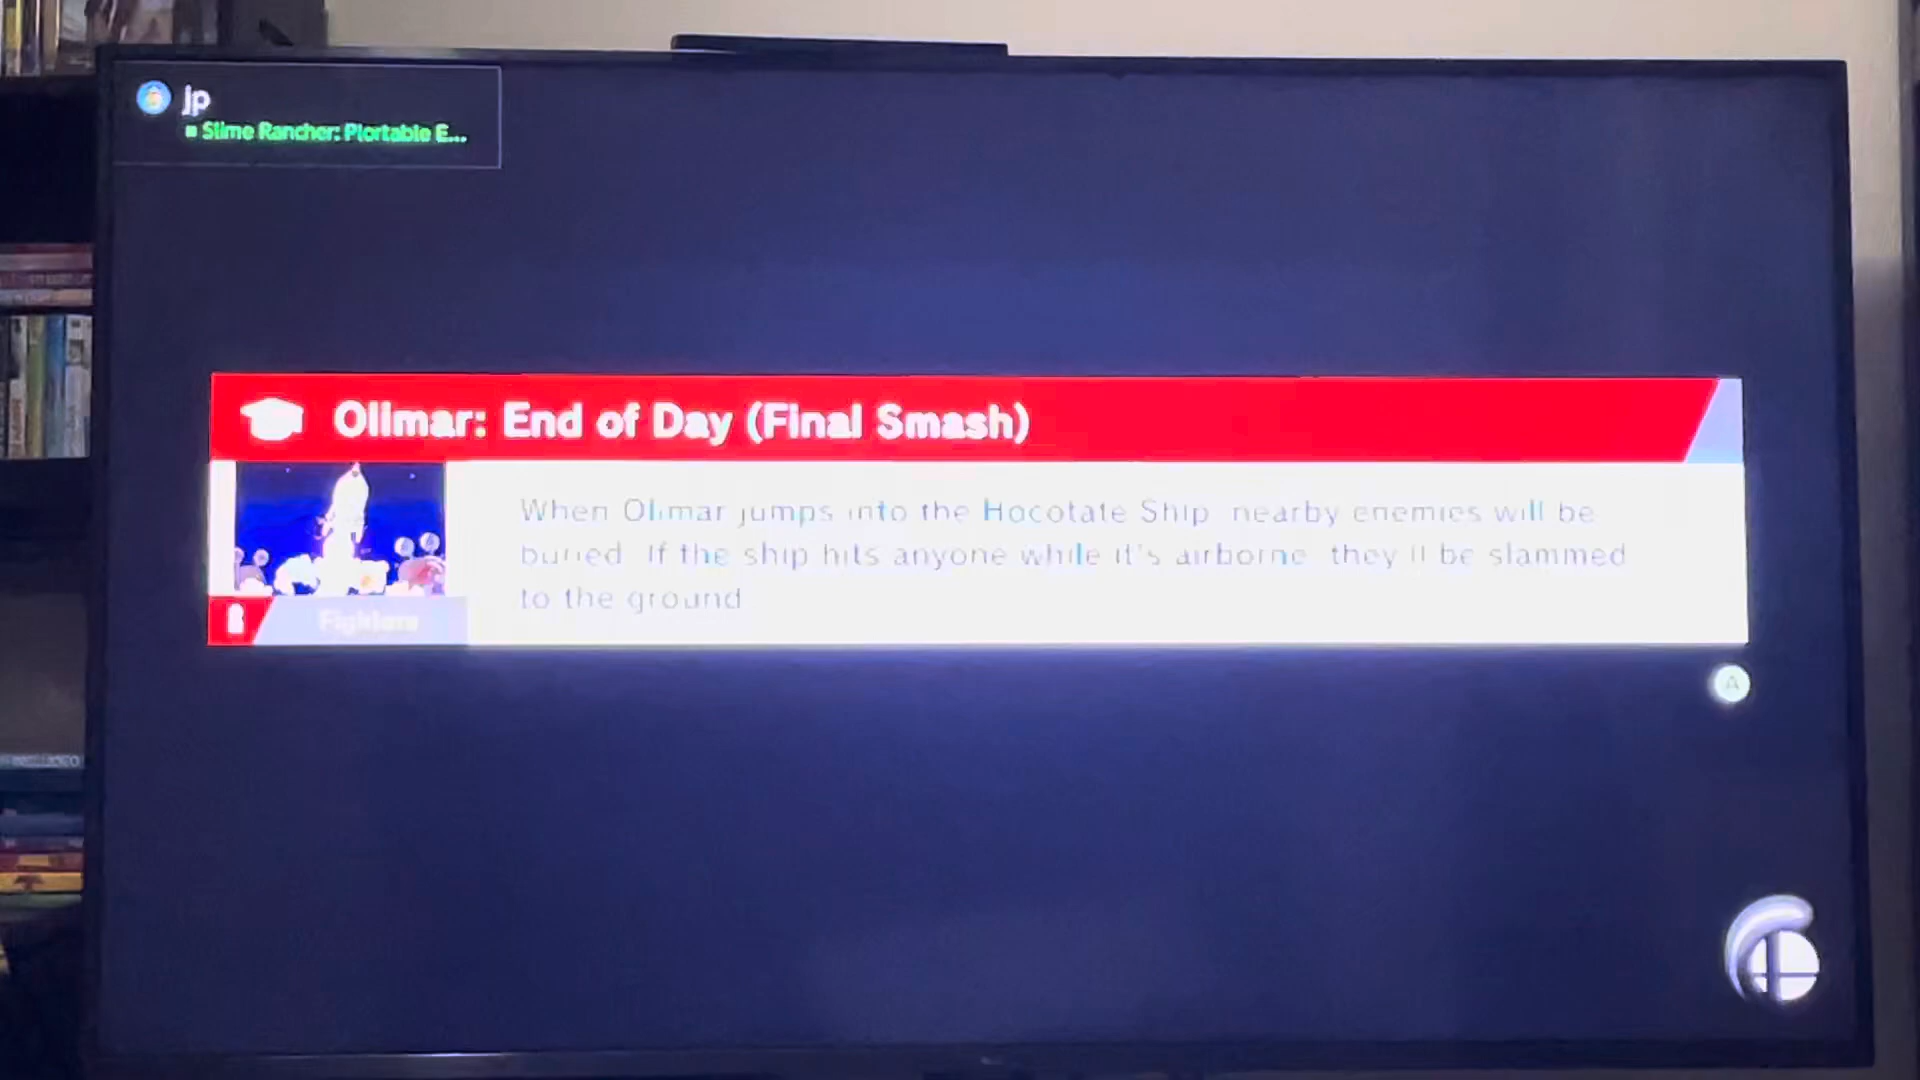 jp
Slime Rancher: Plortable E...
Olimar: End of Day (Final Smash)
When Olimar jumps into the Hocotate Ship, nearby enemies will be
buried. If the ship hits anyone while it's airborne, they'll be slammed
to the ground.
Fighters
A